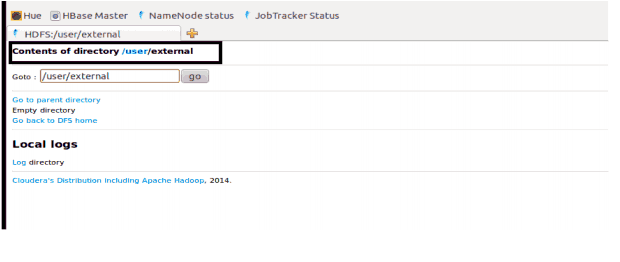 Hue HBase Master NameNode status JobTracker Status
HDFS:/user/external
Contents of directory /user/external
Goto : /user/external go
Go to parent directory
Empty directory
Go back to DFS home
Local logs
Log directory
Cloudera's Distribution including Apache Hadoop, 2014.